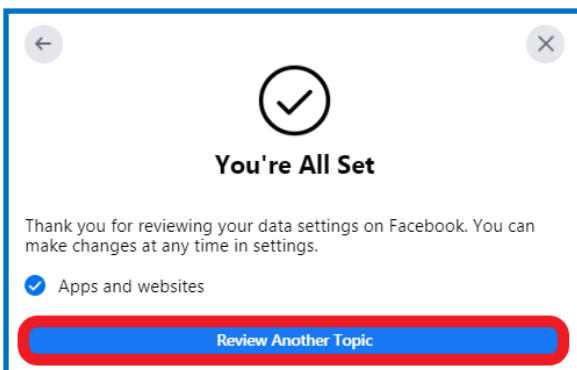 You're All Set
Thank you for reviewing your data settings on Facebook. You can
make changes at any time in settings.
Apps and websites
Review Another Topic